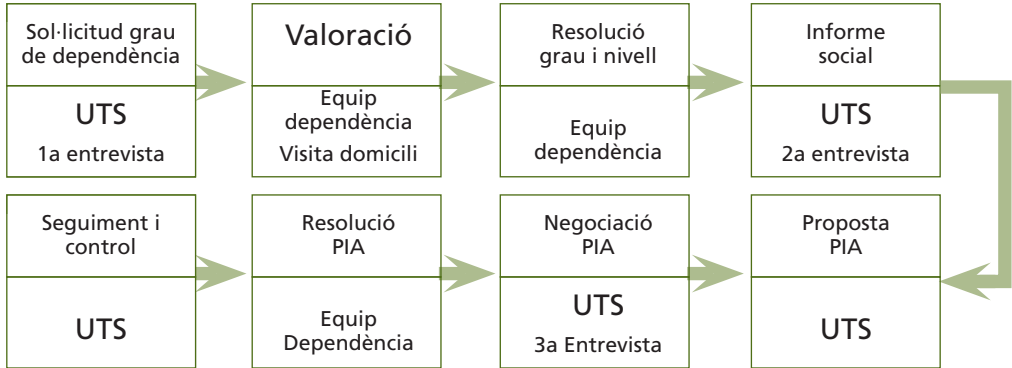 Sol·licitud grau
de dependència
UTS
1a entrevista
Valoració
Equip
dependència
Visita domicili
Resolució
grau i nivell
Equip
dependència
Informe
social
UTS
2a entrevista
Seguiment i
control
UTS
Resolució
PIA
Equip
Dependència
Negociació
PIA
UTS
3a Entrevista
Proposta
PIA
UTS